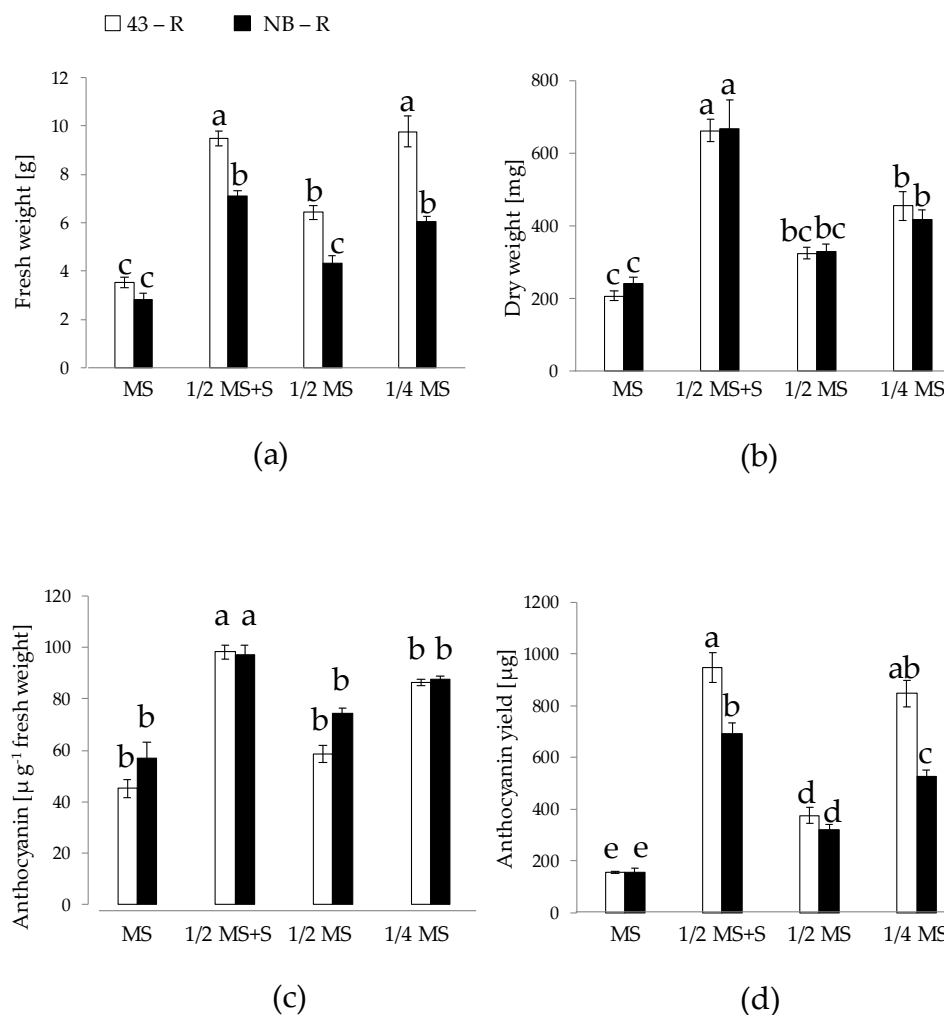 43 – R NB – R
Fresh weight [g]
12
10
8
6
4
2
0
c c a b b c a b
MS 1/2 MS+S 1/2 MS 1/4 MS
(a)
Dry weight [mg]
800
600
400
200
0
c c a a bc bc b b
MS 1/2 MS+S 1/2 MS 1/4 MS
(b)
Anthocyanin [µ g⁻¹ fresh weight]
120
100
80
60
40
20
0
b b a a b b b b
MS 1/2 MS+S 1/2 MS 1/4 MS
(c)
Anthocyanin yield [µg]
1200
1000
800
600
400
200
0
e e a b d d ab c
MS 1/2 MS+S 1/2 MS 1/4 MS
(d)